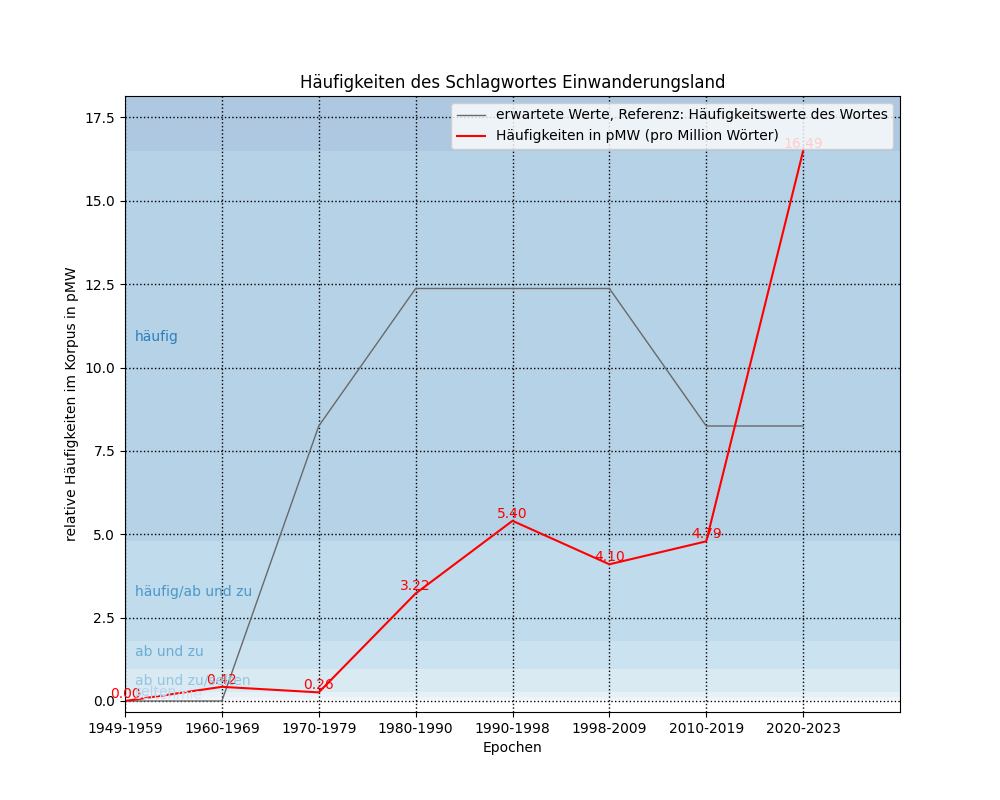 Häufigkeiten des Schlagwortes Einwanderungsland
erwartete Werte, Referenz: Häufigkeitswerte des Wortes
Häufigkeiten in pMW (pro Million Wörter)
relative Häufigkeiten im Korpus in pMW
17.5
15.0
12.5
10.0
7.5
5.0
2.5
0.0
häufig
häufig/ab und zu
ab und zu
ab und zu/selten
selten
0.00
0.42
0.26
3.22
5.40
4.10
4.79
16.49
1949-1959
1960-1969
1970-1979
1980-1990
1990-1998
1998-2009
2010-2019
2020-2023
Epochen